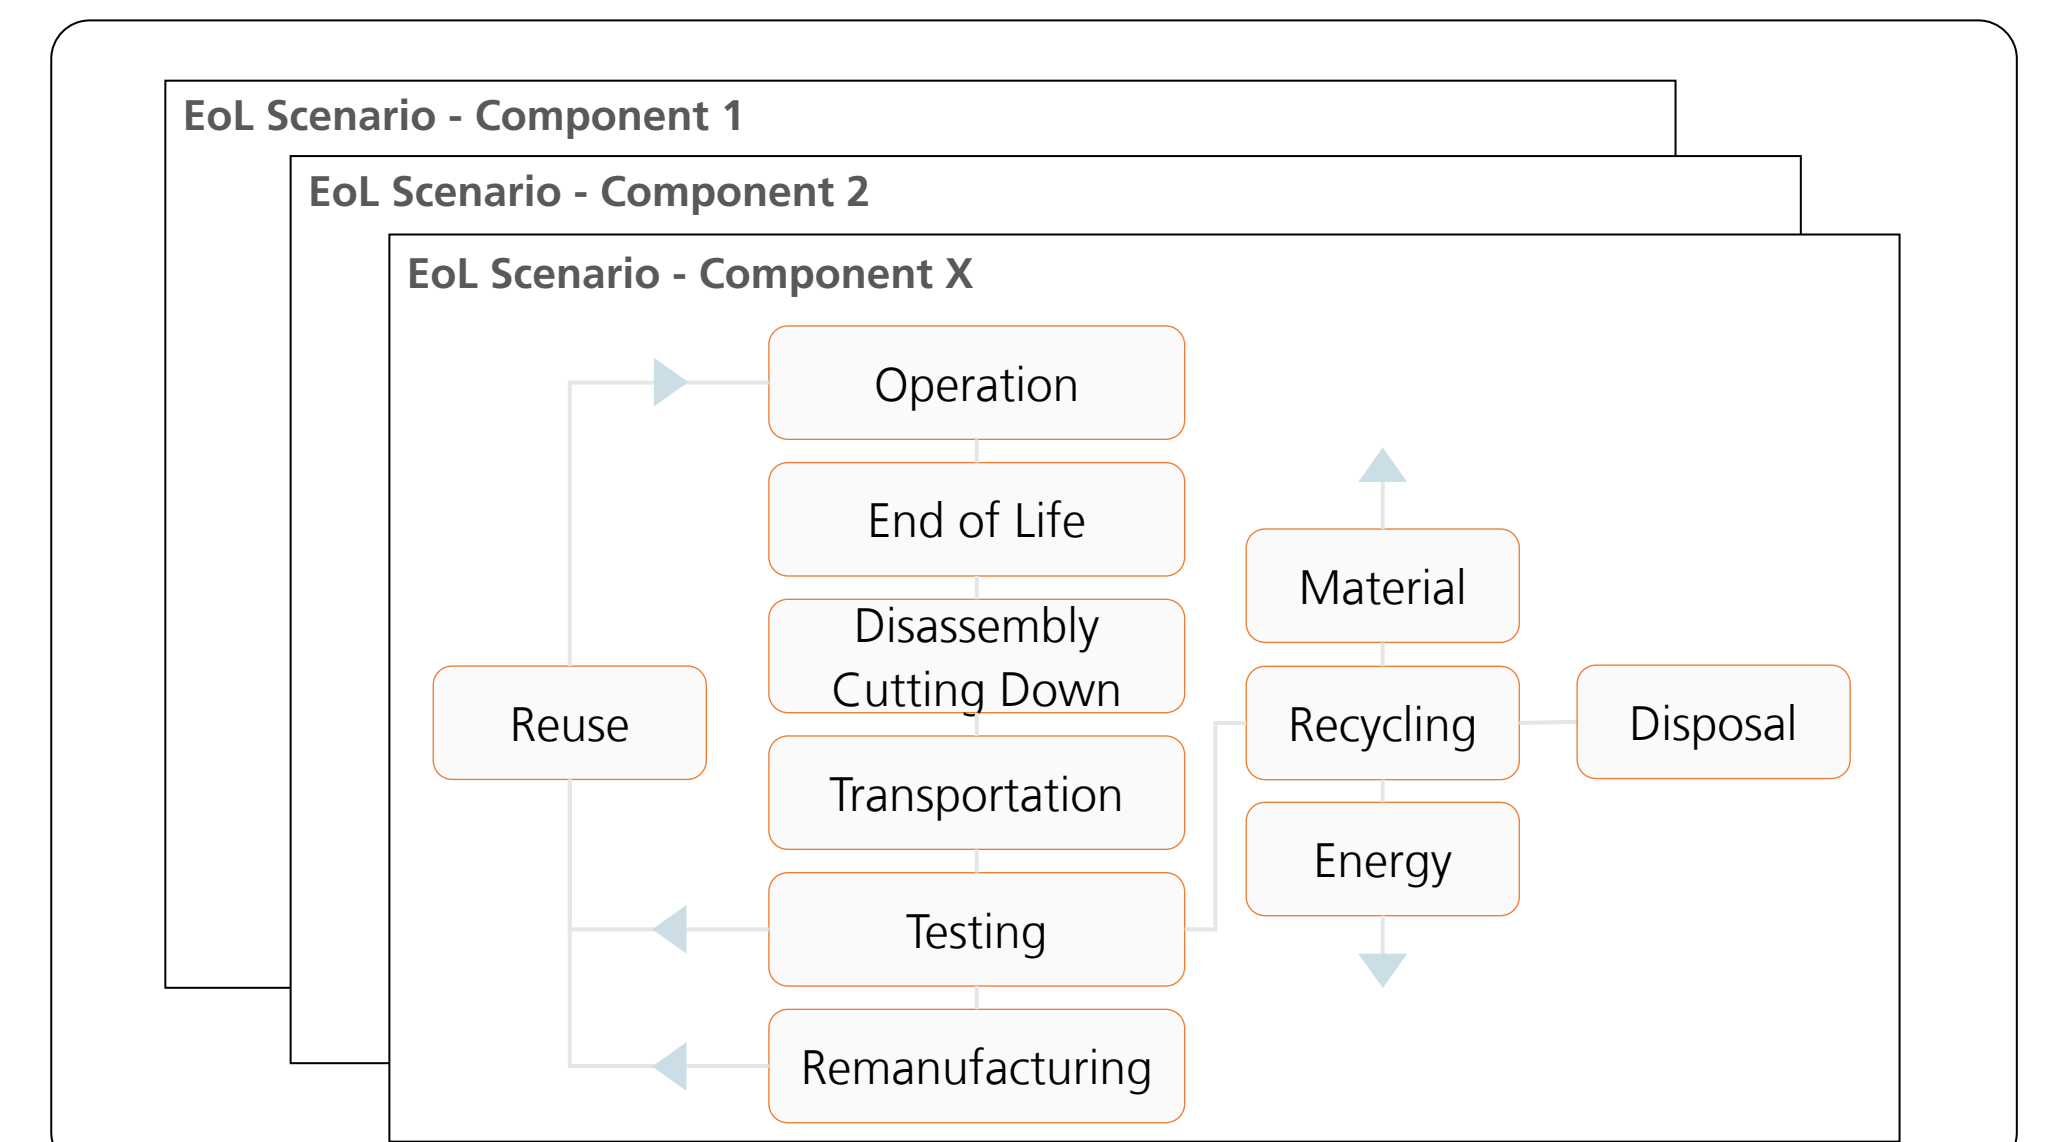 EoL Scenario - Component 1
EoL Scenario - Component 2
EoL Scenario - Component X
Operation
End of Life
Disassembly
Cutting Down
Transportation
Testing
Remanufacturing
Reuse
Material
Recycling
Energy
Disposal